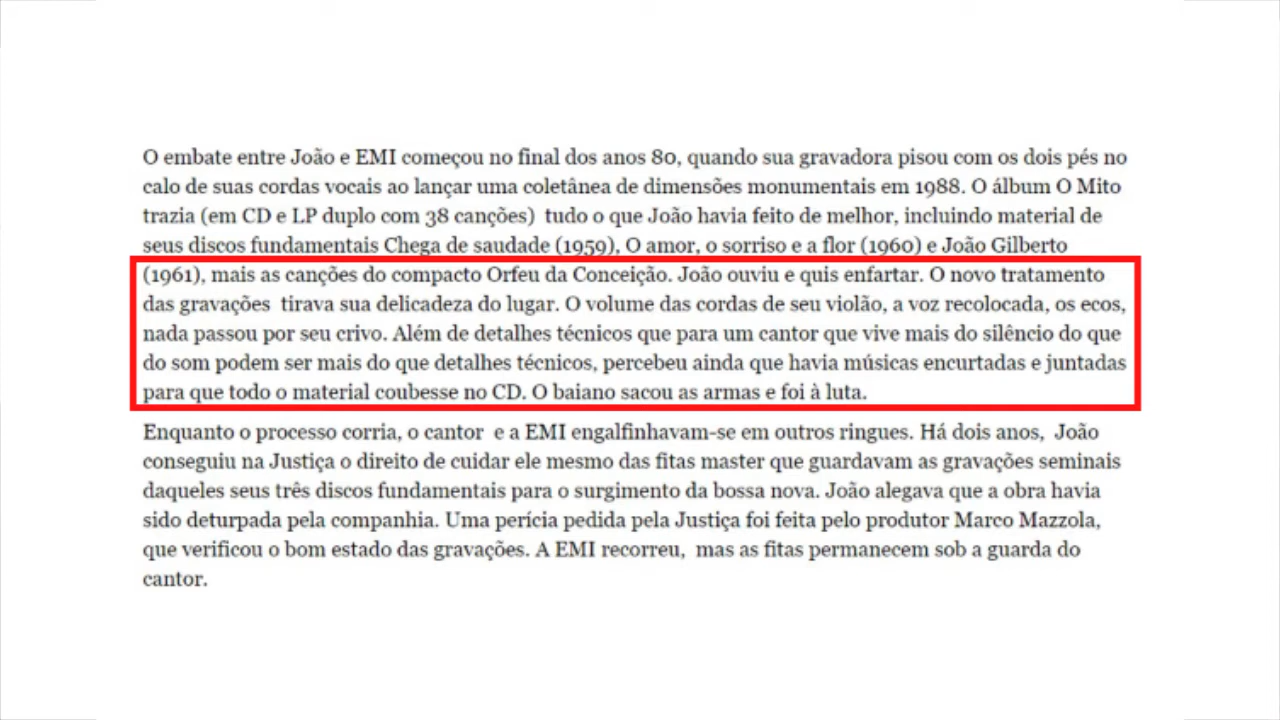 O embate entre João e EMI começou no final dos anos 80, quando sua gravadora pisou com os dois pés no
calo de suas cordas vocais ao lançar uma coletânea de dimensões monumentais em 1988. O álbum O Mito
trazia (em CD e LP duplo com 38 canções) tudo o que João havia feito de melhor, incluindo material de
seus discos fundamentais Chega de saudade (1959), O amor, o sorriso e a flor (1960) e João Gilberto
(1961), mais as canções do compacto Orfeu da Conceição. João ouviu e quis enfartar. O novo tratamento
das gravações tirava sua delicadeza do lugar. O volume das cordas de seu violão, a voz recolocada, os ecos,
nada passou por seu crivo. Além de detalhes técnicos que para um cantor que vive mais do silêncio do que
do som podem ser mais do que detalhes técnicos, percebeu ainda que havia músicas encurtadas e juntadas
para que todo o material coubesse no CD. O baiano sacou as armas e foi à luta.
Enquanto o processo corria, o cantor e a EMI engalfinhavam-se em outros ringues. Há dois anos, João
conseguiu na Justiça o direito de cuidar ele mesmo das fitas master que guardavam as gravações seminais
daqueles seus três discos fundamentais para o surgimento da bossa nova. João alegava que a obra havia
sido deturpada pela companhia. Uma perícia pedida pela Justiça foi feita pelo produtor Marco Mazzola,
que verificou o bom estado das gravações. A EMI recorreu, mas as fitas permanecem sob a guarda do
cantor.